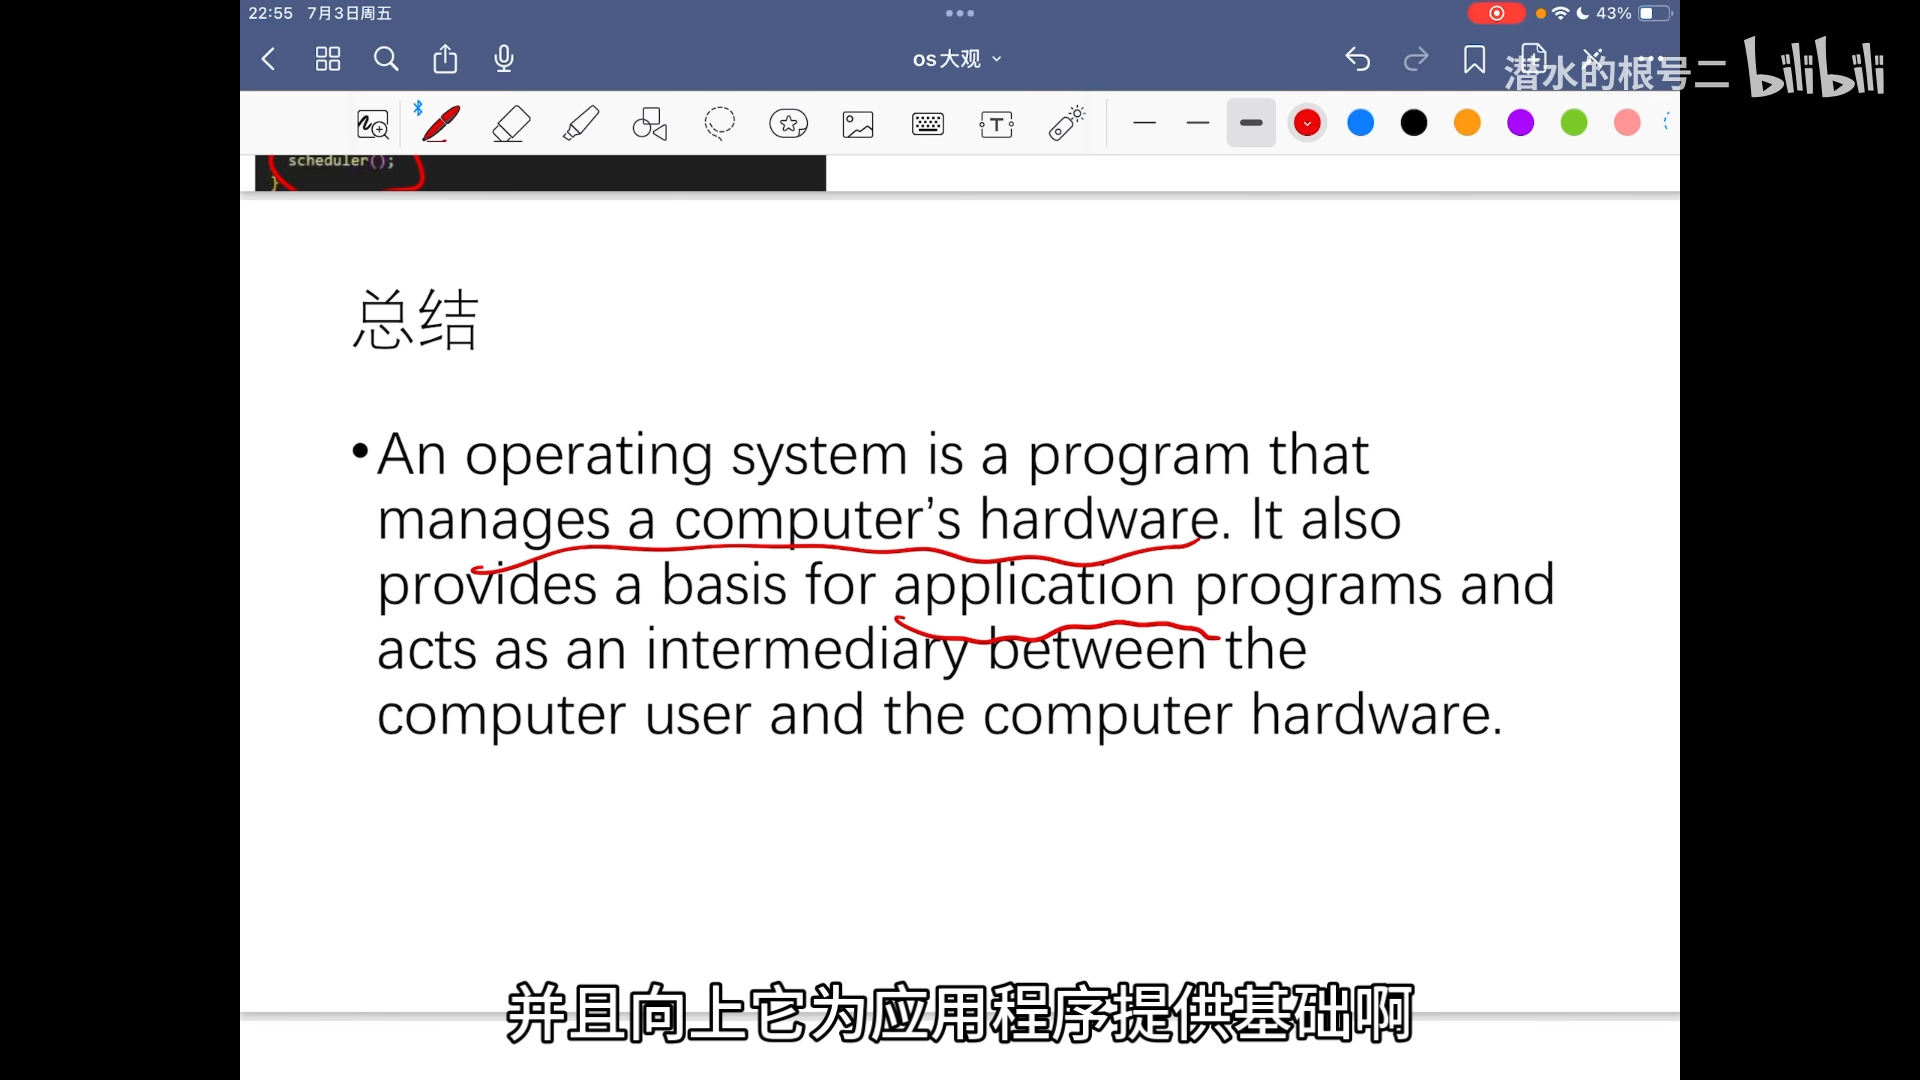 22:55 7月3日周五
43%
os大观
潜水的根号二 bilibili
T
scheduler();
}
总结
•An operating system is a program that
manages a computer’s hardware. It also
provides a basis for application programs and
acts as an intermediary between the
computer user and the computer hardware.
并且向上它为应用程序提供基础啊